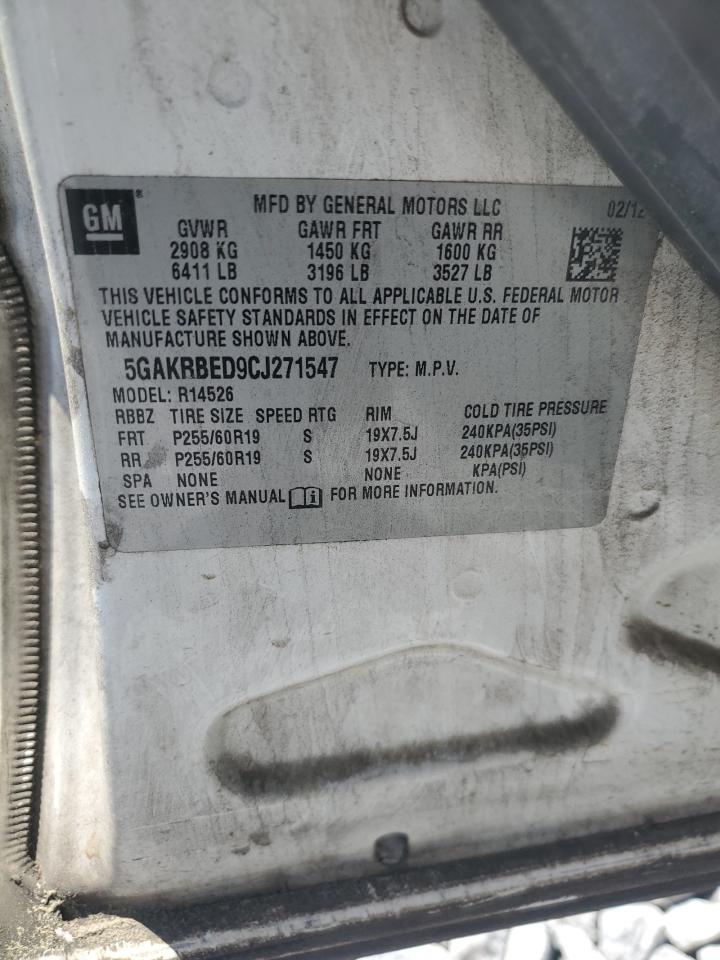 GM®
MFD BY GENERAL MOTORS LLC 02/12
GVWR GAWR FRT GAWR RR
2908 KG 1450 KG 1600 KG
6411 LB 3196 LB 3527 LB
THIS VEHICLE CONFORMS TO ALL APPLICABLE U.S. FEDERAL MOTOR
VEHICLE SAFETY STANDARDS IN EFFECT ON THE DATE OF
MANUFACTURE SHOWN ABOVE.
5GAKRBED9CJ271547 TYPE: M.P.V.
MODEL: R14526
RBBZ TIRE SIZE SPEED RTG RIM COLD TIRE PRESSURE
FRT P255/60R19 S 19X7.5J 240KPA(35PSI)
RR P255/60R19 S 19X7.5J 240KPA(35PSI)
SPA NONE NONE KPA(PSI)
SEE OWNER'S MANUAL i FOR MORE INFORMATION.